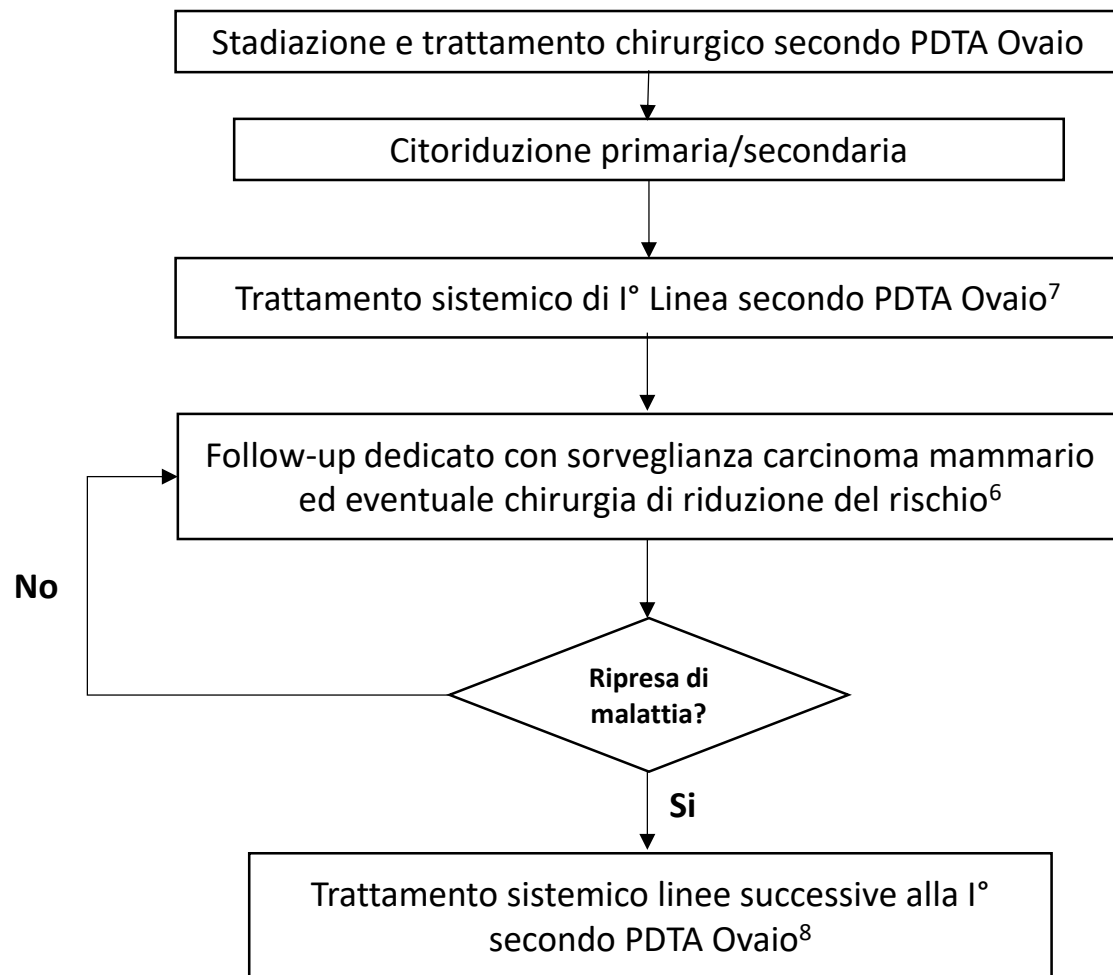 Stadiazione e trattamento chirurgico secondo PDTA Ovaio
Citoriduzione primaria/secondaria
Trattamento sistemico di I° Linea secondo PDTA Ovaio⁷
Follow-up dedicato con sorveglianza carcinoma mammario
ed eventuale chirurgia di riduzione del rischio⁶
No
Ripresa di
malattia?
Si
Trattamento sistemico linee successive alla I°
secondo PDTA Ovaio⁸